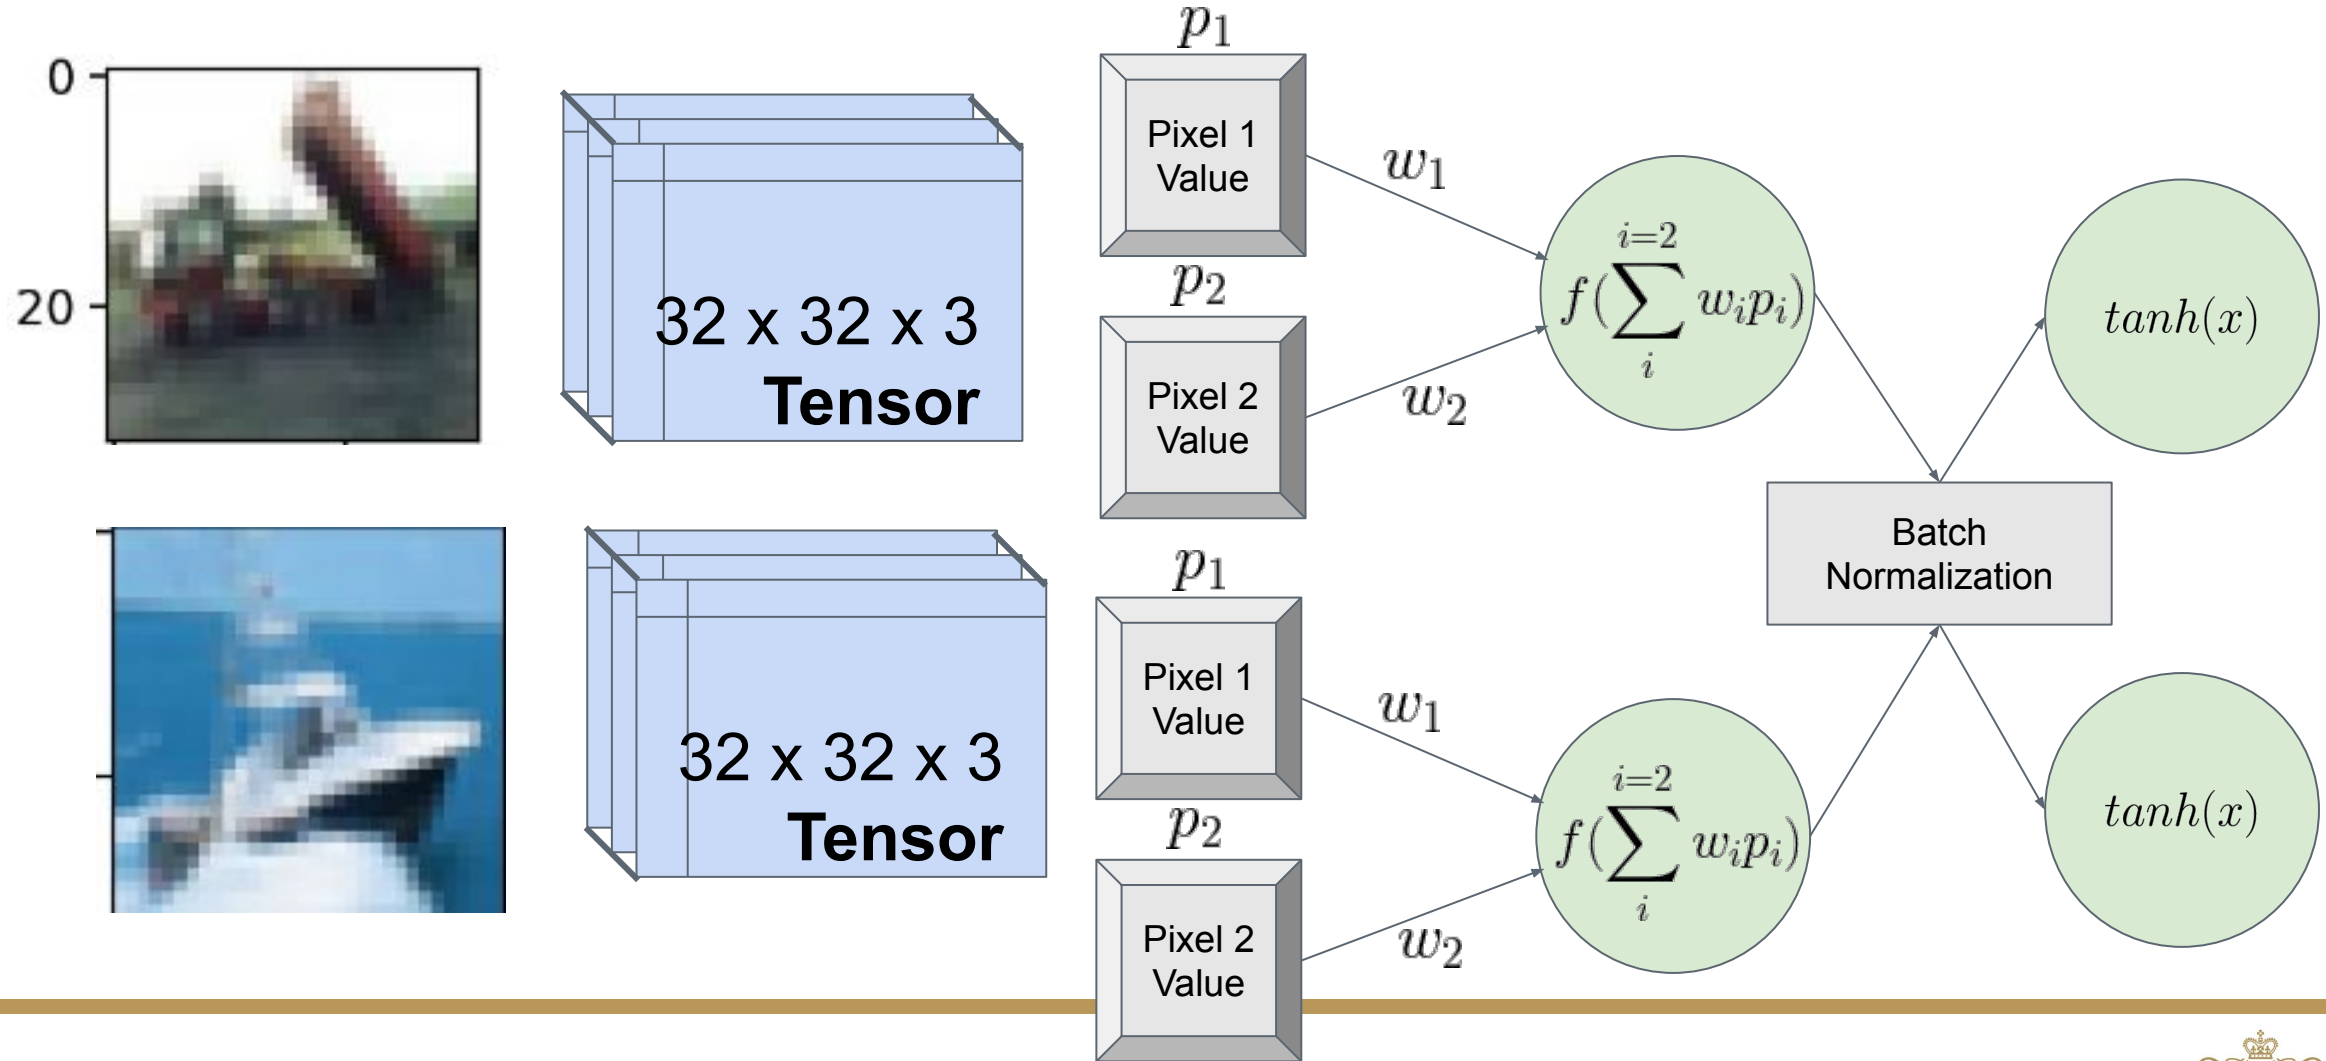 0
20
32 x 32 x 3
Tensor
p₁
Pixel 1
Value
p₂
Pixel 2
Value
w₁
w₂
i=2
f(∑ wᵢpᵢ)
i
tanh(x)
Batch
Normalization
32 x 32 x 3
Tensor
p₁
Pixel 1
Value
p₂
Pixel 2
Value
w₁
w₂
i=2
f(∑ wᵢpᵢ)
i
tanh(x)